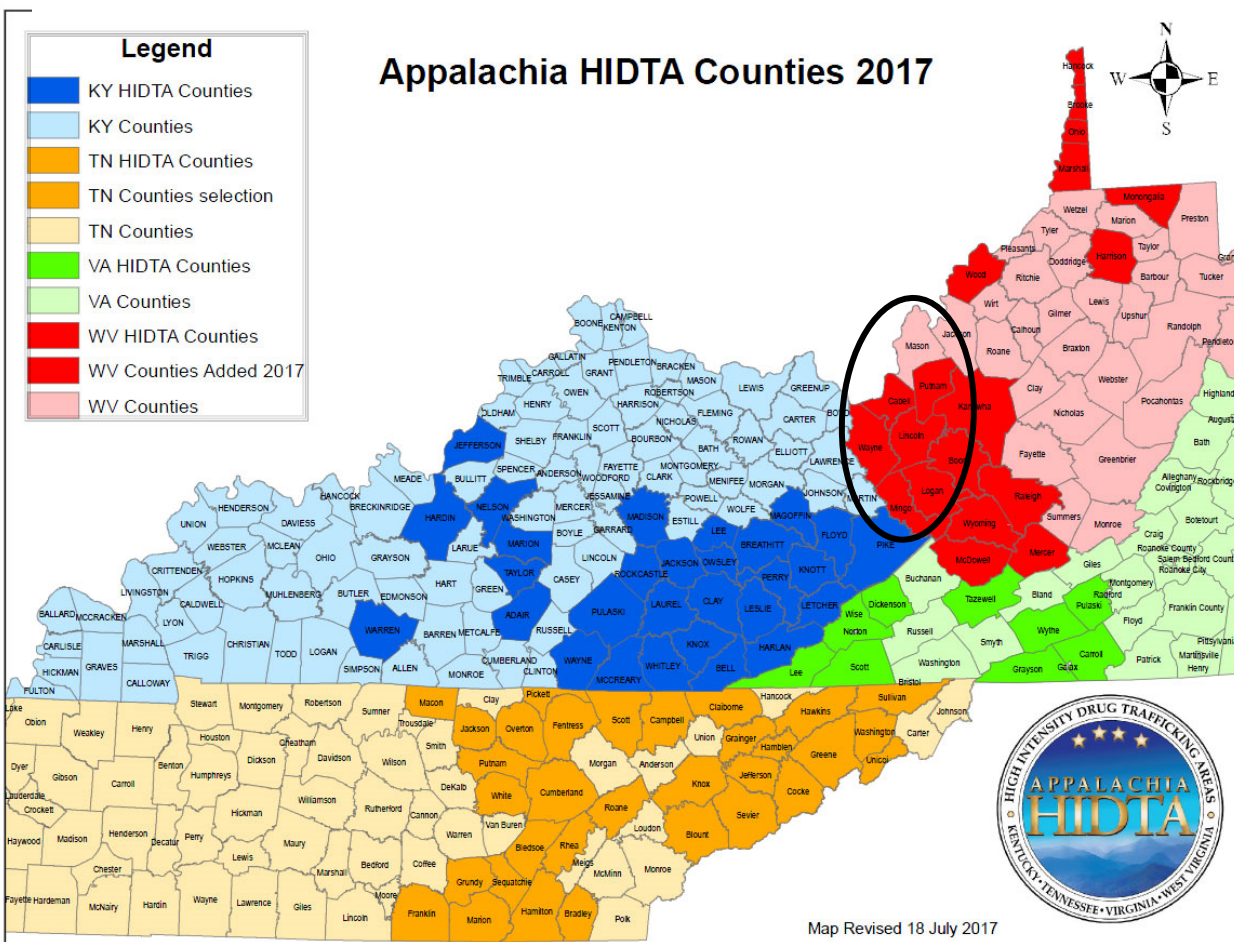 Appalachia HIDTA Counties 2017
Legend
KY HIDTA Counties
KY Counties
TN HIDTA Counties
TN Counties selection
TN Counties
VA HIDTA Counties
VA Counties
WV HIDTA Counties
WV Counties Added 2017
WV Counties
N
W E
S
Hancock
Brooke
Ohio
Marshall
Monongalia
Wetzel
Marion
Preston
Tyler
Pleasants
Doddridge
Harrison
Taylor
Wood
Ritchie
Barbour
Tucker
Wirt
Lewis
Upshur
Gilmer
Randolph
Mason
Jackson
Calhoun
Roane
Braxton
Pendleton
Webster
Putnam
Clay
Pocahontas
Cabell
Kanawha
Nicholas
Wayne
Lincoln
Boone
Fayette
Greenbrier
Logan
Mingo
Raleigh
Summers
Monroe
Wyoming
McDowell
Mercer
BOONE
CAMPBELL
KENTON
GALLATIN
PENDLETON
BRACKEN
TRIMBLE
CARROLL
GRANT
MASON
LEWIS
GREENUP
OWEN
ROBERTSON
HENRY
HARRISON
OLDHAM
FLEMING
CARTER
BOYD
SCOTT
NICHOLAS
JEFFERSON
SHELBY
FRANKLIN
BOURBON
BATH
ROWAN
ELLIOTT
LAWRENCE
SPENCER
ANDERSON
FAYETTE
WOODFORD
CLARK
MONTGOMERY
MENIFEE
MORGAN
MEADE
BULLITT
HANCOCK
BRECKINRIDGE
NELSON
JESSAMINE
MERCER
POWELL
WOLFE
JOHNSON
MARTIN
HENDERSON
UNION
DAVIESS
HARDIN
WASHINGTON
GARRARD
MADISON
ESTILL
MAGOFFIN
WEBSTER
MCLEAN
OHIO
GRAYSON
LARUE
MARION
BOYLE
LINCOLN
LEE
BREATHITT
FLOYD
PIKE
CRITTENDEN
HOPKINS
LIVINGSTON
MUHLENBERG
BUTLER
EDMONSON
HART
GREEN
TAYLOR
CASEY
ROCKCASTLE
JACKSON
OWSLEY
PERRY
KNOTT
BALLARD
MCCRACKEN
CALDWELL
LYON
WARREN
ADAIR
RUSSELL
PULASKI
LAUREL
CLAY
LESLIE
LETCHER
CARLISLE
MARSHALL
CHRISTIAN
TODD
LOGAN
BARREN
METCALFE
HICKMAN
GRAVES
TRIGG
SIMPSON
ALLEN
MONROE
CUMBERLAND
CLINTON
WAYNE
MCCREARY
WHITLEY
KNOX
BELL
HARLAN
FULTON
CALLOWAY
Highland
Augusta
Bath
Alleghany
Covington
Rockbridge
Botetourt
Craig
Roanoke County
Salem
Bedford County
Roanoke City
Giles
Montgomery
Radford
Buchanan
Bland
Tazewell
Pulaski
Franklin County
Wise
Dickenson
Norton
Russell
Smyth
Wythe
Floyd
Carroll
Pittsylvania
Martinsville
Henry
Patrick
Lee
Scott
Washington
Bristol
Grayson
Galax
Lake
Obion
Weakley
Henry
Stewart
Montgomery
Robertson
Sumner
Macon
Trousdale
Clay
Pickett
Jackson
Overton
Fentress
Scott
Campbell
Claiborne
Hancock
Hawkins
Sullivan
Johnson
Carter
Washington
Unicoi
Greene
Union
Grainger
Hamblen
Houston
Dickson
Cheatham
Davidson
Wilson
Smith
Putnam
Morgan
Anderson
Knox
Jefferson
Cocke
Dyer
Gibson
Benton
Humphreys
Carroll
Lauderdale
Crockett
Williamson
Rutherford
DeKalb
Cannon
White
Cumberland
Roane
Loudon
Blount
Sevier
Haywood
Madison
Henderson
Decatur
Perry
Hickman
Maury
Warren
Van Buren
Bledsoe
Rhea
Meigs
McMinn
Monroe
Chester
Lewis
Marshall
Bedford
Coffee
Moore
Grundy
Sequatchie
Fayette
Hardeman
McNairy
Hardin
Wayne
Lawrence
Giles
Lincoln
Franklin
Marion
Hamilton
Bradley
Polk
HIGH INTENSITY DRUG TRAFFICKING AREAS
APPALACHIA
HIDTA
KENTUCKY • TENNESSEE • VIRGINIA • WEST VIRGINIA
Map Revised 18 July 2017